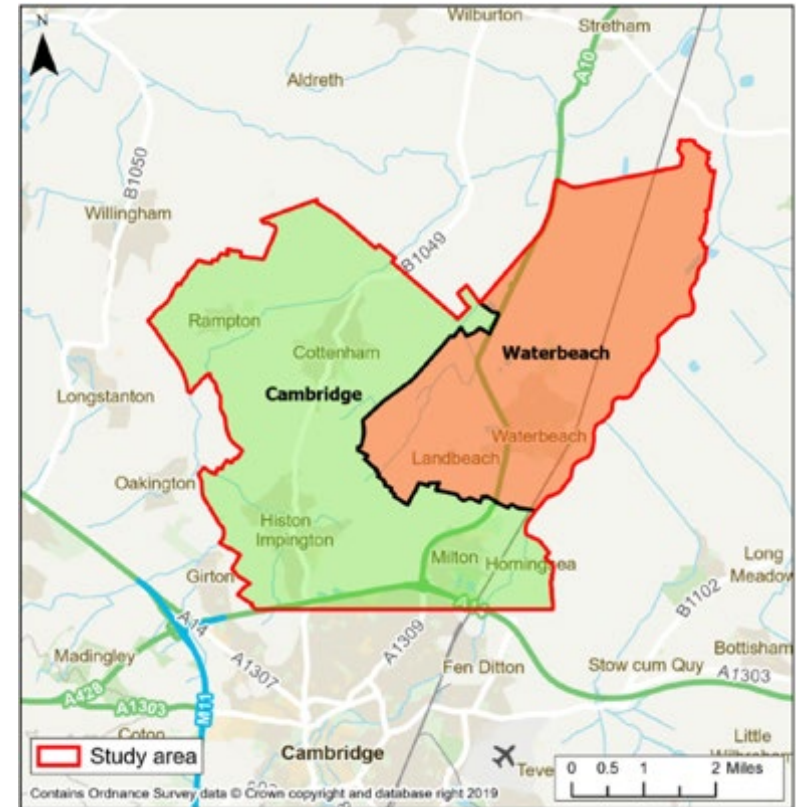 N
Wilburton
Stretham
A10
Aldreth
B1050
Willingham
B1049
Rampton
Cottenham
Waterbeach
Cambridge
Longstanton
Waterbeach
Landbeach
Oakington
Histon
Impington
Milton
Horningsea
Girton
Long
Meadow
B1102
A14
A1309
A1307
Madingley
Fen Ditton
Stow cum Quy
Bottisham
A1303
A428
A1303
M11
Coton
Little
Study area
Cambridge
Teve
0 0.5 1 2 Miles
Contains Ordnance Survey data © Crown copyright and database right 2019